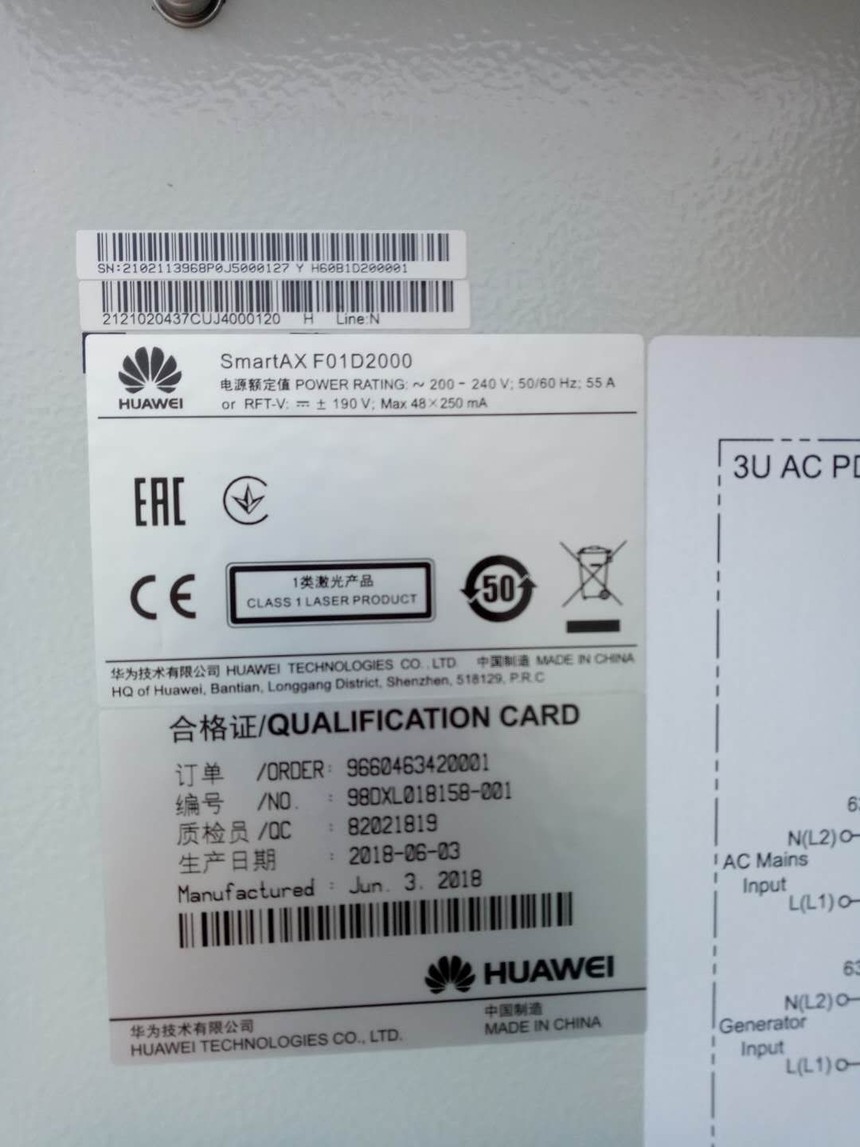 SN:2102113968P0J5000127 Y H60B1D200001
2121020437CUJ4000120 H Line:N
HUAWEI
SmartAX F01D2000
电源额定值 POWER RATING: ~ 200 - 240 V; 50/60 Hz; 55 A
or RFT-V: ⎓ ± 190 V; Max 48×250 mA
EAC
CE
1类激光产品
CLASS 1 LASER PRODUCT
50
华为技术有限公司 HUAWEI TECHNOLOGIES CO.,LTD. 中国制造 MADE IN CHINA
HQ of Huawei, Bantian, Longgang District, Shenzhen, 518129, P.R.C
合格证/QUALIFICATION CARD
订单 /ORDER: 9660463420001
编号 /NO. : 98DXL018158-001
质检员 /QC : 82021819
生产日期 : 2018-06-03
Manufactured : Jun. 3. 2018
HUAWEI
华为技术有限公司 中国制造
HUAWEI TECHNOLOGIES CO., LTD. MADE IN CHINA
3U AC PD
63
N(L2)
AC Mains
Input
L(L1)
63
N(L2)
Generator
Input
L(L1)